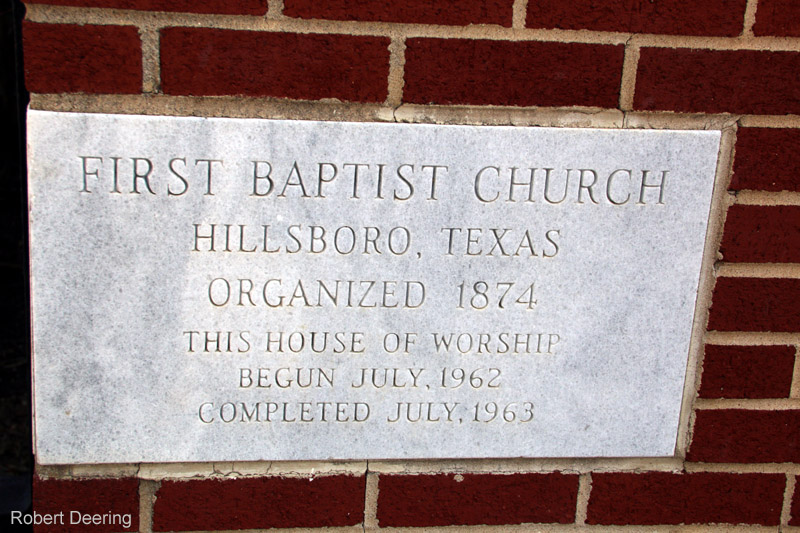 FIRST BAPTIST CHURCH
HILLSBORO, TEXAS
ORGANIZED 1874
THIS HOUSE OF WORSHIP
BEGUN JULY, 1962
COMPLETED JULY, 1963
Robert Deering